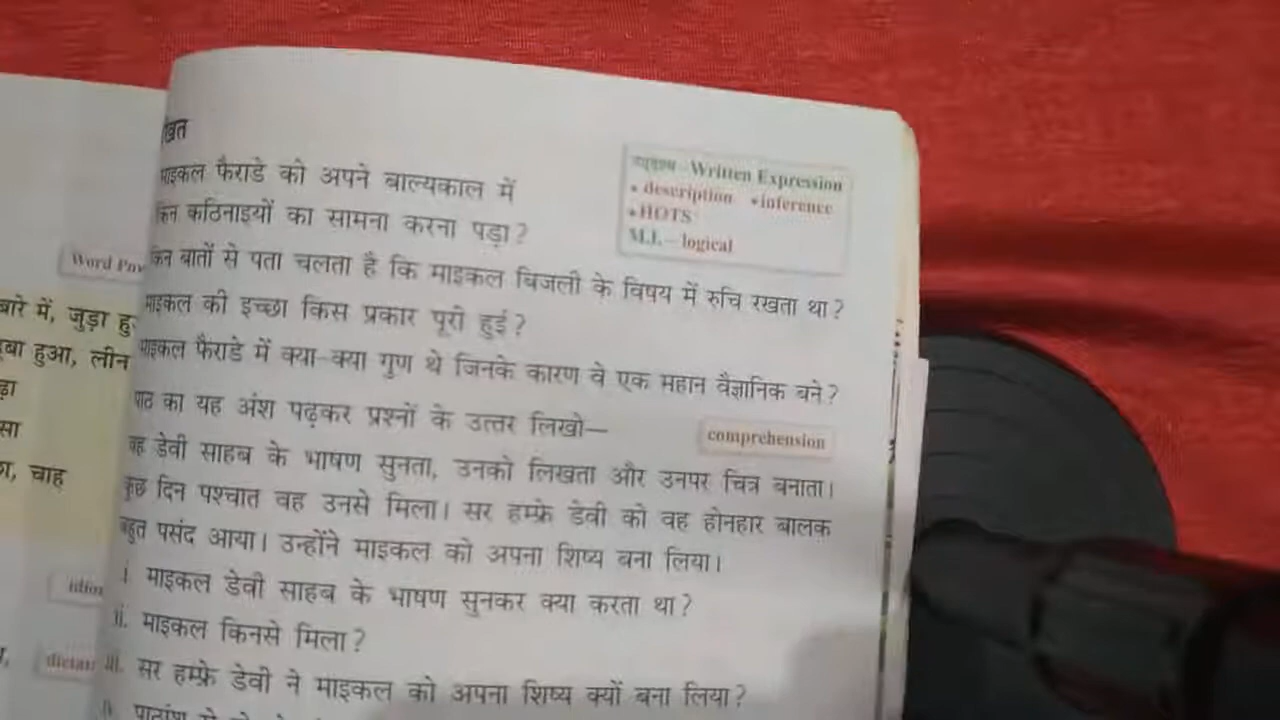 Word
बारे में, जुड़ा
हुआ, लीन
सा
चाह
माइकल फैराडे को अपने बाल्यकाल में
किन कठिनाइयों का सामना करना पड़ा?
Written Expression
• description •inference
•HOTS
M.I. – logical
किन बातों से पता चलता है कि माइकल बिजली के विषय में रुचि रखता था?
माइकल की इच्छा किस प्रकार पूरी हुई?
माइकल फैराडे में क्या-क्या गुण थे जिनके कारण वे एक महान वैज्ञानिक बने?
पाठ का यह अंश पढ़कर प्रश्नों के उत्तर लिखो—
comprehension
वह डेवी साहब के भाषण सुनता, उनको लिखता और उनपर चित्र बनाता।
कुछ दिन पश्चात वह उनसे मिला। सर हम्फ्रे डेवी को वह होनहार बालक
बहुत पसंद आया। उन्होंने माइकल को अपना शिष्य बना लिया।
i. माइकल डेवी साहब के भाषण सुनकर क्या करता था?
ii. माइकल किनसे मिला?
iii. सर हम्फ्रे डेवी ने माइकल को अपना शिष्य क्यों बना लिया?